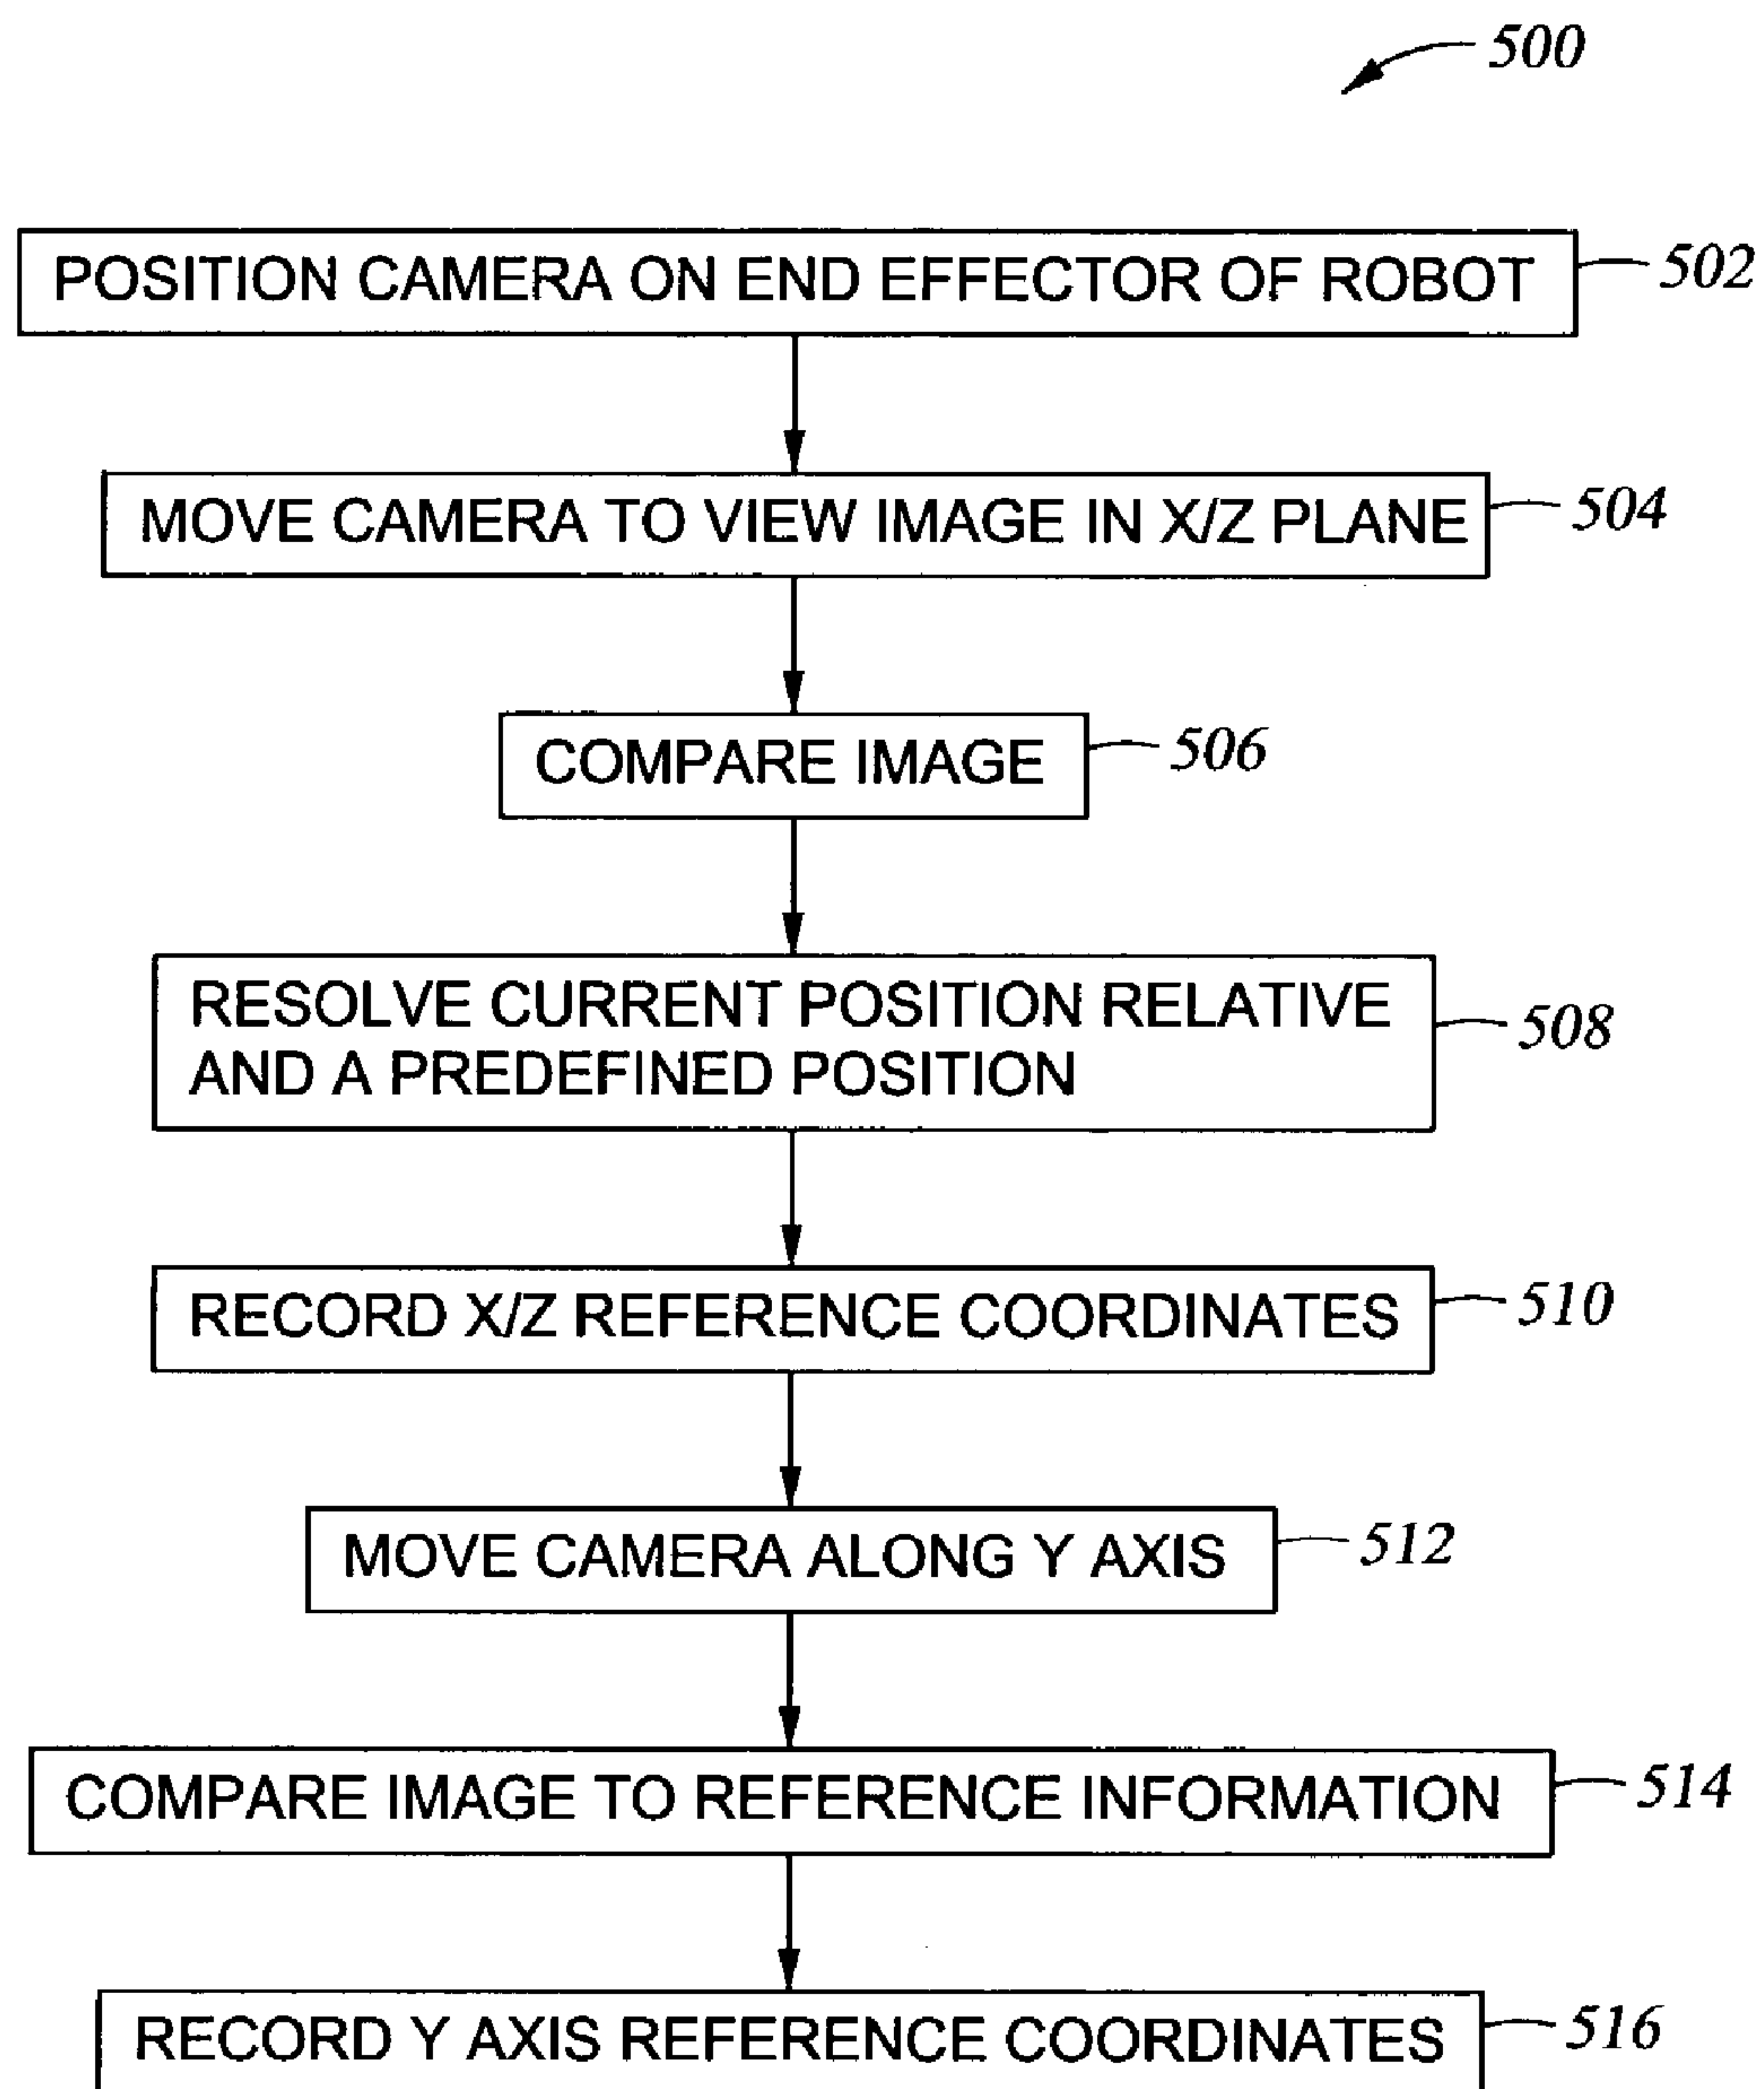 500
POSITION CAMERA ON END EFFECTOR OF ROBOT
502
MOVE CAMERA TO VIEW IMAGE IN X/Z PLANE
504
COMPARE IMAGE
506
RESOLVE CURRENT POSITION RELATIVE
AND A PREDEFINED POSITION
508
RECORD X/Z REFERENCE COORDINATES
510
MOVE CAMERA ALONG Y AXIS
512
COMPARE IMAGE TO REFERENCE INFORMATION
514
RECORD Y AXIS REFERENCE COORDINATES
516